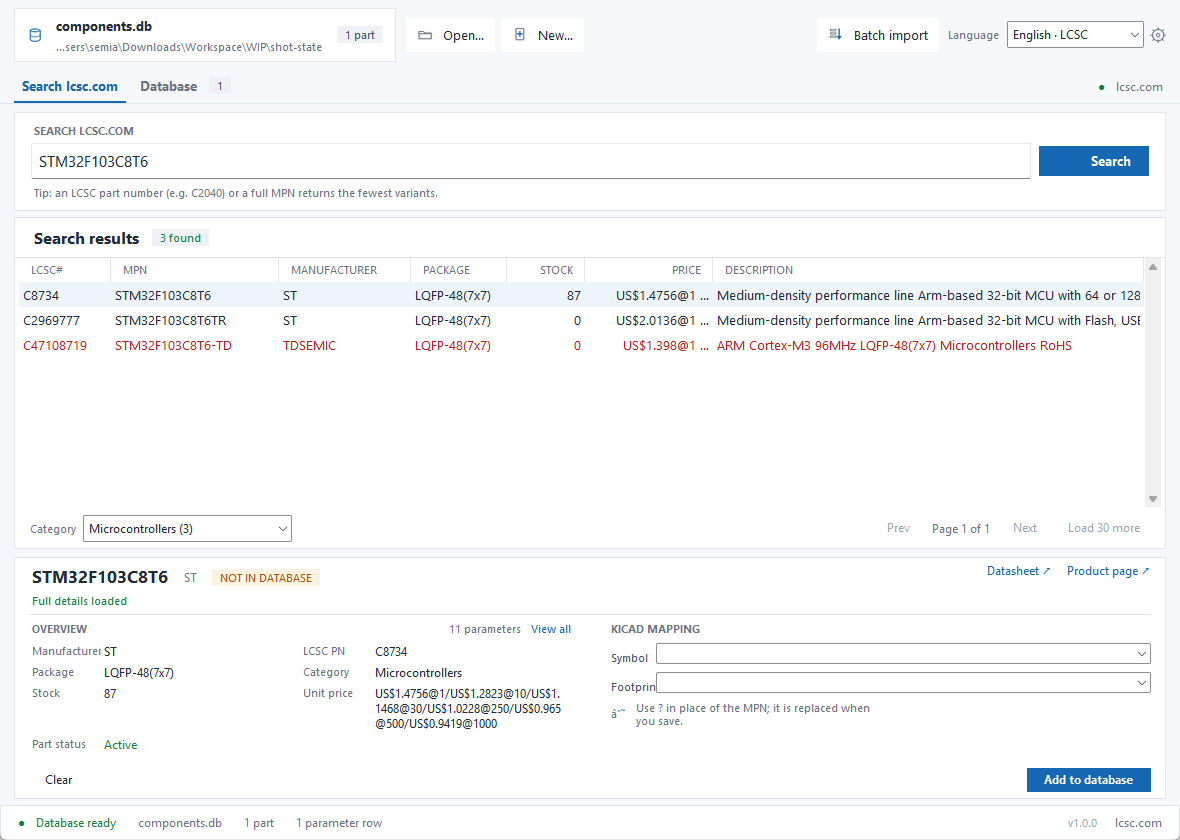 components.db
...sers\semia\Downloads\Workspace\WIP\shot-state
1 part
Open...
New...
Batch import
Language
English · LCSC
Search lcsc.com
Database
1
lcsc.com
SEARCH LCSC.COM
STM32F103C8T6
Search
Tip: an LCSC part number (e.g. C2040) or a full MPN returns the fewest variants.
Search results
3 found
LCSC# MPN MANUFACTURER PACKAGE STOCK PRICE DESCRIPTION
C8734 STM32F103C8T6 ST LQFP-48(7x7) 87 US$1.4756@1 ... Medium-density performance line Arm-based 32-bit MCU with 64 or 128
C2969777 STM32F103C8T6TR ST LQFP-48(7x7) 0 US$2.0136@1 ... Medium-density performance line Arm-based 32-bit MCU with Flash, USE
C47108719 STM32F103C8T6-TD TDSEMIC LQFP-48(7x7) 0 US$1.398@1 ... ARM Cortex-M3 96MHz LQFP-48(7x7) Microcontrollers RoHS
Category
Microcontrollers (3)
Prev
Page 1 of 1
Next
Load 30 more
STM32F103C8T6
ST
NOT IN DATABASE
Datasheet ↗
Product page ↗
Full details loaded
OVERVIEW
11 parameters
View all
Manufacturer ST
LCSC PN C8734
Package LQFP-48(7x7)
Category Microcontrollers
Stock 87
Unit price US$1.4756@1/US$1.2823@10/US$1.
1468@30/US$1.0228@250/US$0.965
@500/US$0.9419@1000
Part status Active
KICAD MAPPING
Symbol
Footprin
Use ? in place of the MPN; it is replaced when
you save.
Clear
Add to database
Database ready
components.db
1 part
1 parameter row
v1.0.0
lcsc.com